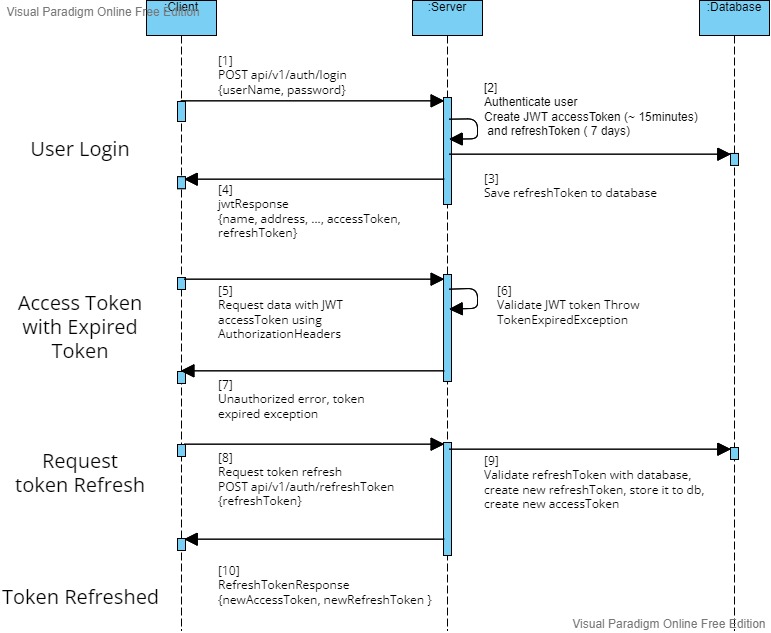 Visual Paradigm Online Free Edition
:Client
:Server
:Database
[1]
POST api/v1/auth/login
{userName, password}
[2]
Authenticate user
Create JWT accessToken (~ 15minutes)
and refreshToken ( 7 days)
User Login
[3]
Save refreshToken to database
[4]
jwtResponse
{name, address, ..., accessToken,
refreshToken}
Access Token
with Expired
Token
[5]
Request data with JWT
accessToken using
AuthorizationHeaders
[6]
Validate JWT token Throw
TokenExpiredException
[7]
Unauthorized error, token
expired exception
Request
token Refresh
[8]
Request token refresh
POST api/v1/auth/refreshToken
{refreshToken}
[9]
Validate refreshToken with database,
create new refreshToken, store it to db,
create new accessToken
Token Refreshed
[10]
RefreshTokenResponse
{newAccessToken, newRefreshToken }
Visual Paradigm Online Free Edition